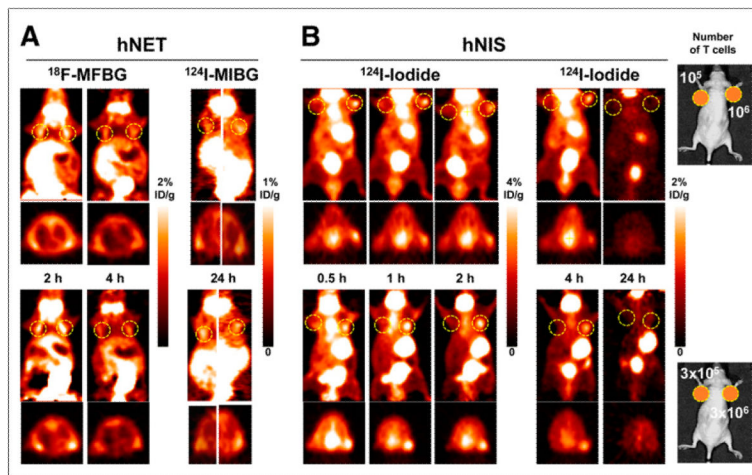 A
hNET
B
hNIS
Number
of T cells
¹⁸F-MFBG
¹²⁴I-MIBG
¹²⁴I-Iodide
¹²⁴I-Iodide
10⁵
10⁶
2%
ID/g
1%
ID/g
4%
ID/g
2%
ID/g
2 h
4 h
24 h
0.5 h
1 h
2 h
4 h
24 h
0
0
0
0
3x10⁵
3x10⁶